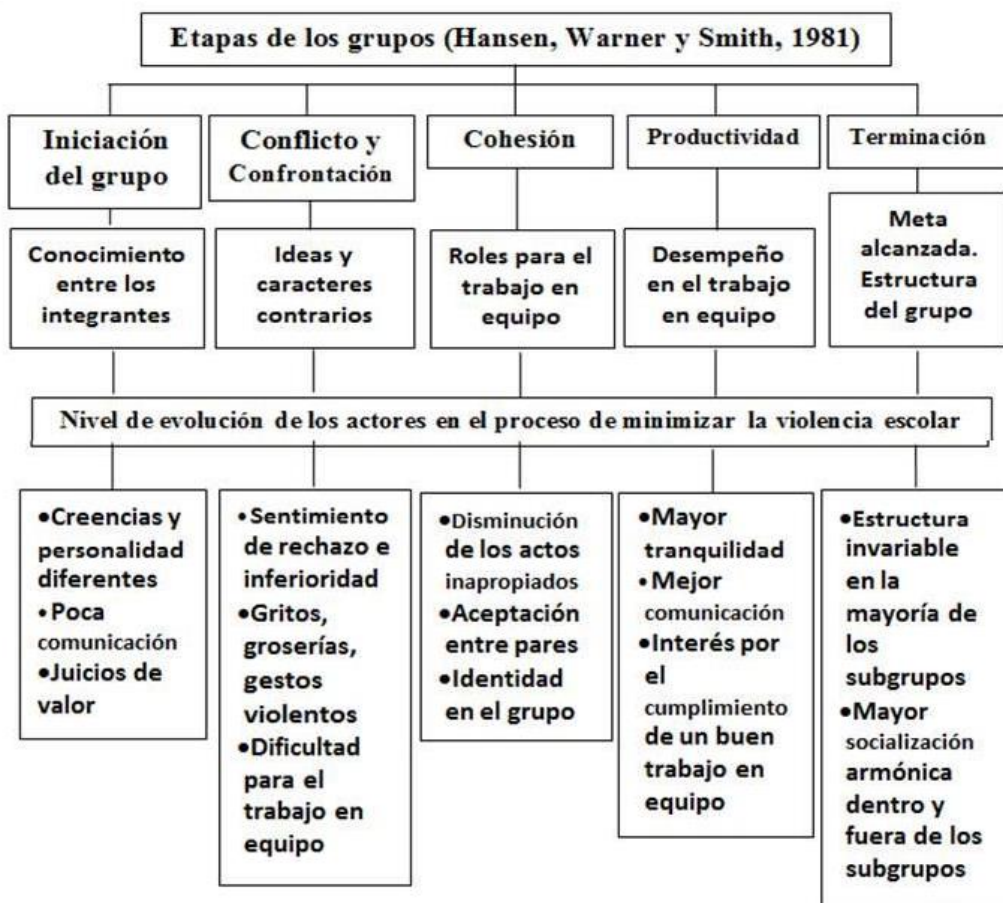 Etapas de los grupos (Hansen, Warner y Smith, 1981)
Iniciación
del grupo
Conflicto y
Confrontación
Cohesión
Productividad
Terminación
Conocimiento
entre los
integrantes
Ideas y
caracteres
contrarios
Roles para el
trabajo en
equipo
Desempeño
en el trabajo
en equipo
Meta
alcanzada.
Estructura
del grupo
Nivel de evolución de los actores en el proceso de minimizar la violencia escolar
•Creencias y
personalidad
diferentes
• Poca
comunicación
•Juicios de
valor
• Sentimiento
de rechazo e
inferioridad
•Gritos,
groserías,
gestos
violentos
•Dificultad
para el
trabajo en
equipo
•Disminución
de los actos
inapropiados
•Aceptación
entre pares
•Identidad
en el grupo
•Mayor
tranquilidad
• Mejor
comunicación
•Interés por
el
cumplimiento
de un buen
trabajo en
equipo
•Estructura
invariable
en la
mayoría de
los
subgrupos
•Mayor
socialización
armónica
dentro y
fuera de los
subgrupos